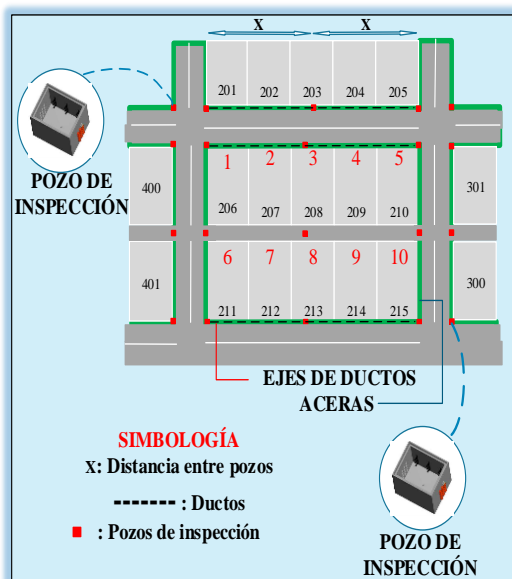 X X
201 202 203 204 205
POZO DE
INSPECCIÓN
1 2 3 4 5
400 301
206 207 208 209 210
6 7 8 9 10
401 300
211 212 213 214 215
EJES DE DUCTOS
ACERAS
SIMBOLOGÍA
X: Distancia entre pozos
------- : Ductos
: Pozos de inspección
POZO DE
INSPECCIÓN